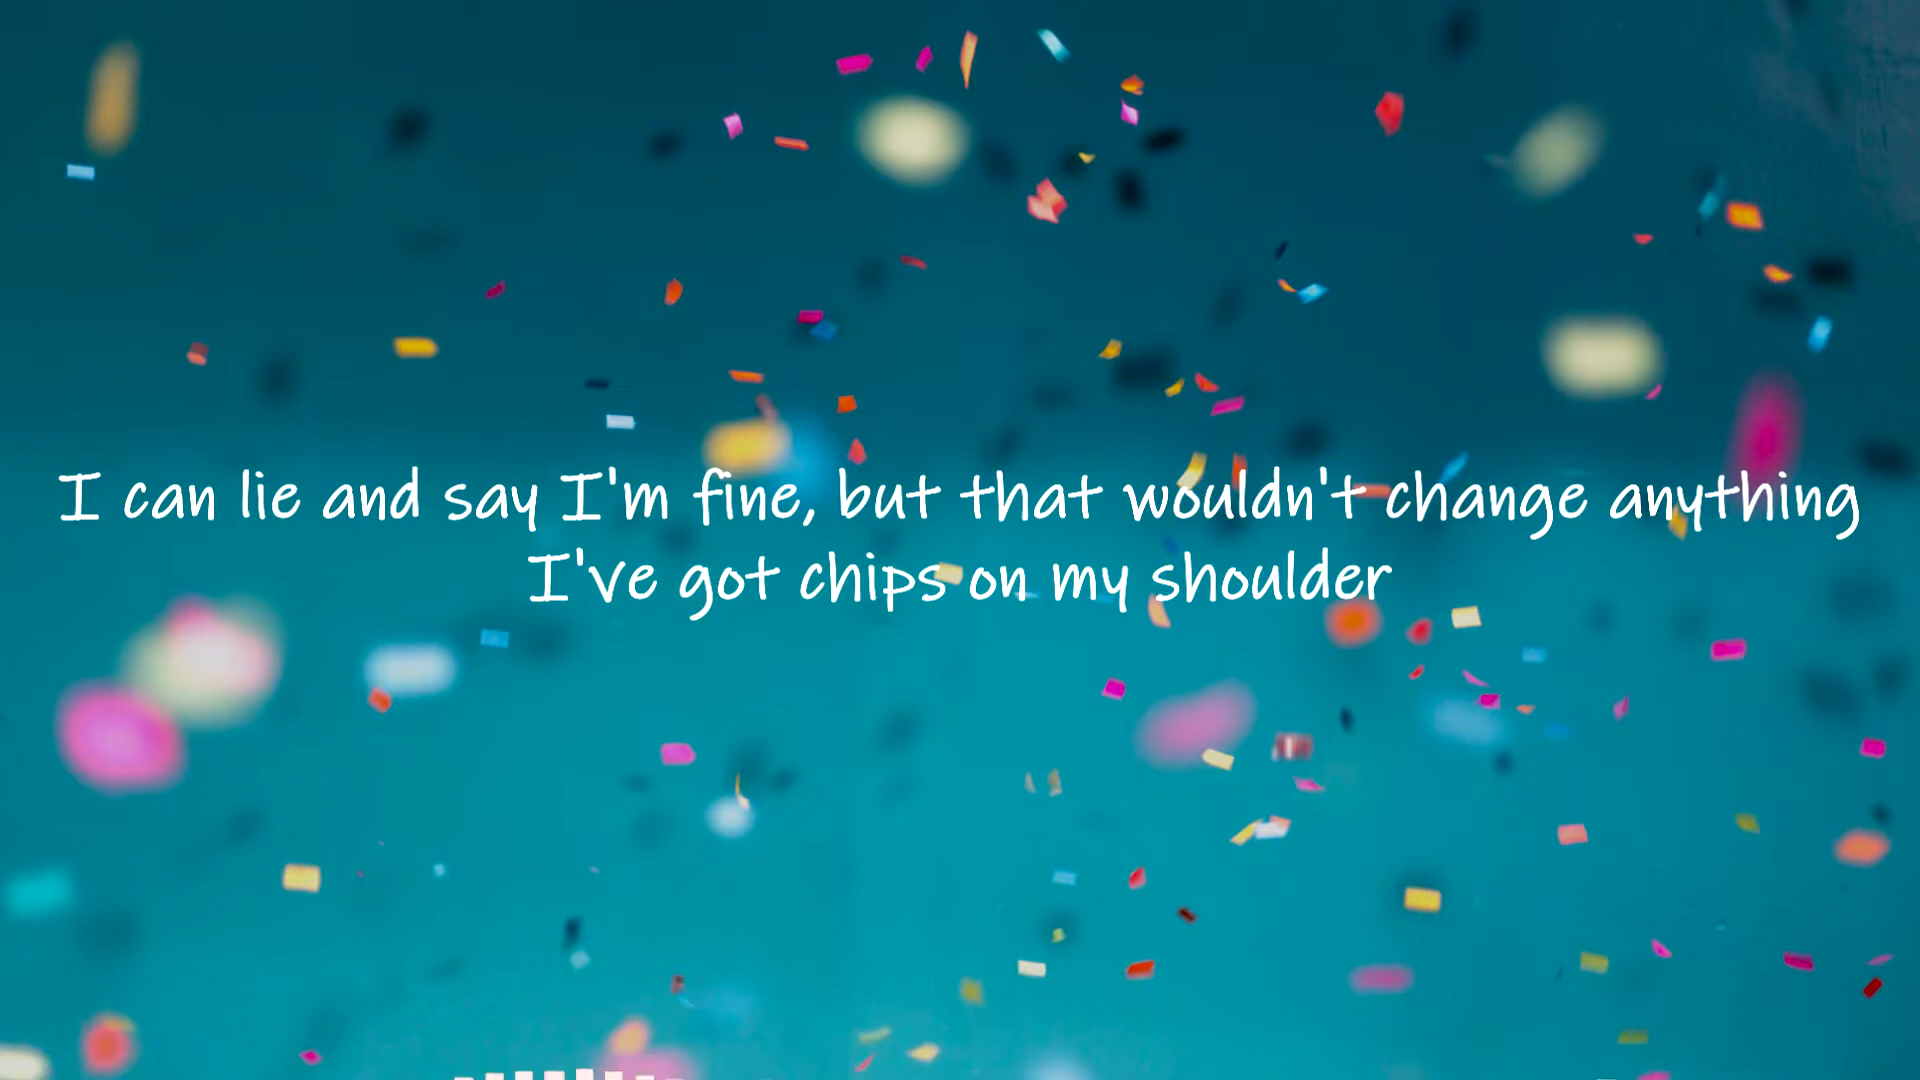 I can lie and say I'm fine, but that wouldn't change anything
I've got chips on my shoulder